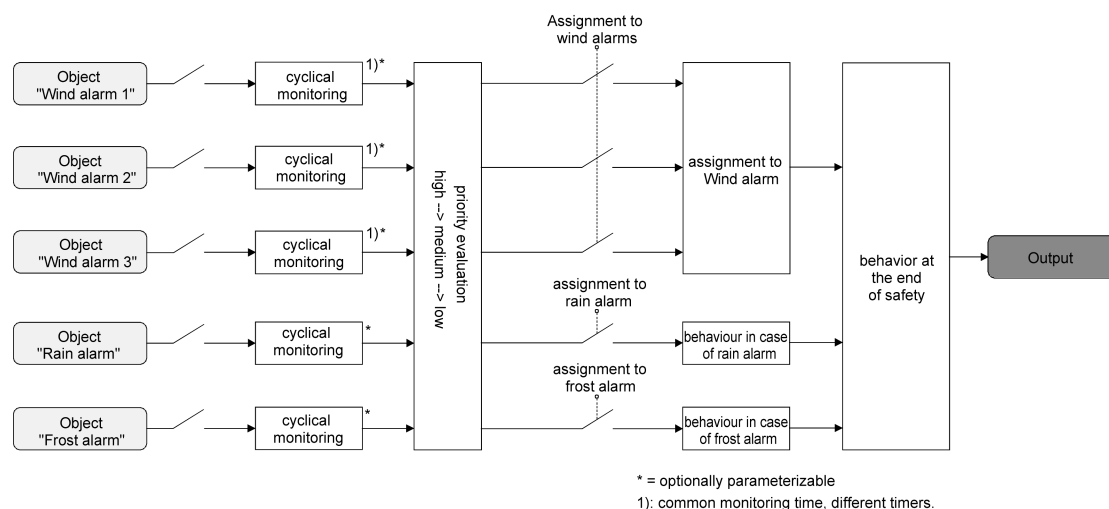 Assignment to
wind alarms
Object
"Wind alarm 1"
cyclical
monitoring
1)*
Object
"Wind alarm 2"
cyclical
monitoring
1)*
Object
"Wind alarm 3"
cyclical
monitoring
1)*
Object
"Rain alarm"
cyclical
monitoring
*
Object
"Frost alarm"
cyclical
monitoring
*
priority evaluation
high --> medium --> low
assignment to
Wind alarm
assignment to
rain alarm
behaviour in case
of rain alarm
assignment to
frost alarm
behaviour in case
of frost alarm
behavior at
the end
of safety
Output
* = optionally parameterizable
1): common monitoring time, different timers.